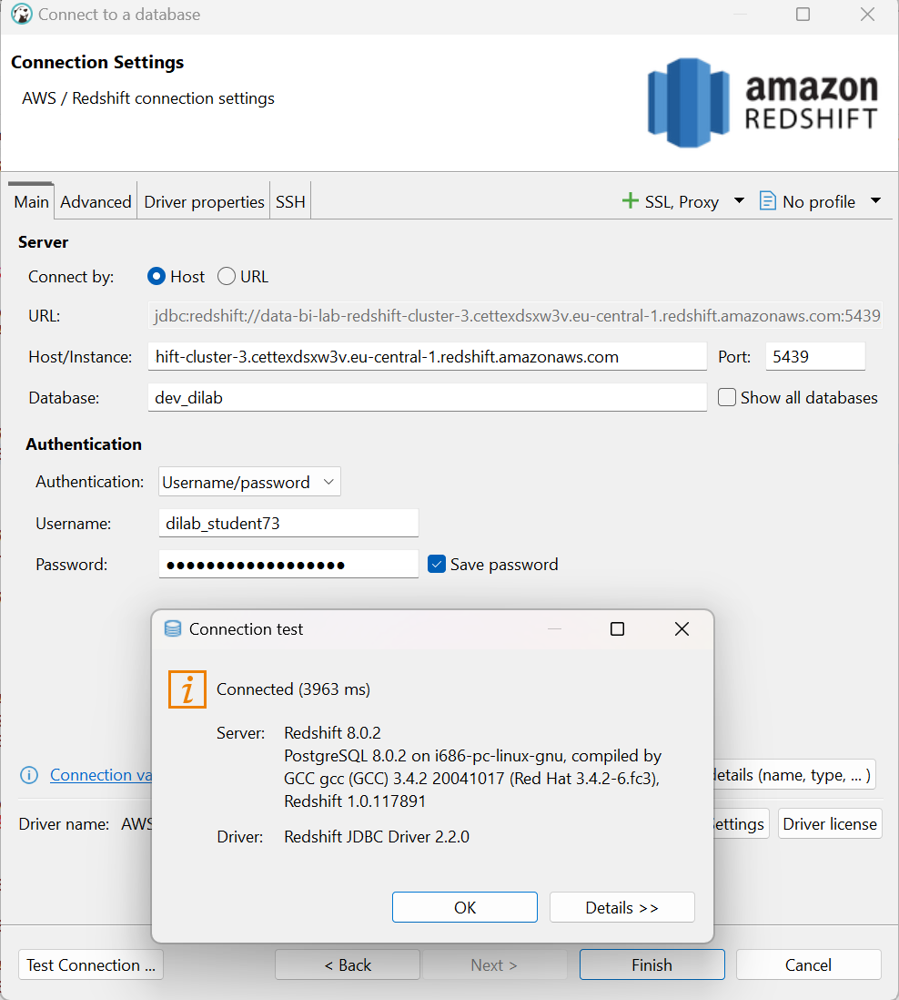 Connect to a database
Connection Settings
AWS / Redshift connection settings
amazon
REDSHIFT
Main Advanced Driver properties SSH SSL, Proxy No profile
Server
Connect by: Host URL
URL: jdbc:redshift://data-bi-lab-redshift-cluster-3.cettexdsxw3v.eu-central-1.redshift.amazonaws.com:5439
Host/Instance: hift-cluster-3.cettexdsxw3v.eu-central-1.redshift.amazonaws.com Port: 5439
Database: dev_dilab Show all databases
Authentication
Authentication: Username/password
Username: dilab_student73
Password: ●●●●●●●●●●●●●●●●●● Save password
Connection test
i Connected (3963 ms)
Server: Redshift 8.0.2
PostgreSQL 8.0.2 on i686-pc-linux-gnu, compiled by
GCC gcc (GCC) 3.4.2 20041017 (Red Hat 3.4.2-6.fc3),
Redshift 1.0.117891
Driver: Redshift JDBC Driver 2.2.0
OK Details >>
Connection va details (name, type, ... )
Driver name: AWS ettings Driver license
Test Connection ... < Back Next > Finish Cancel